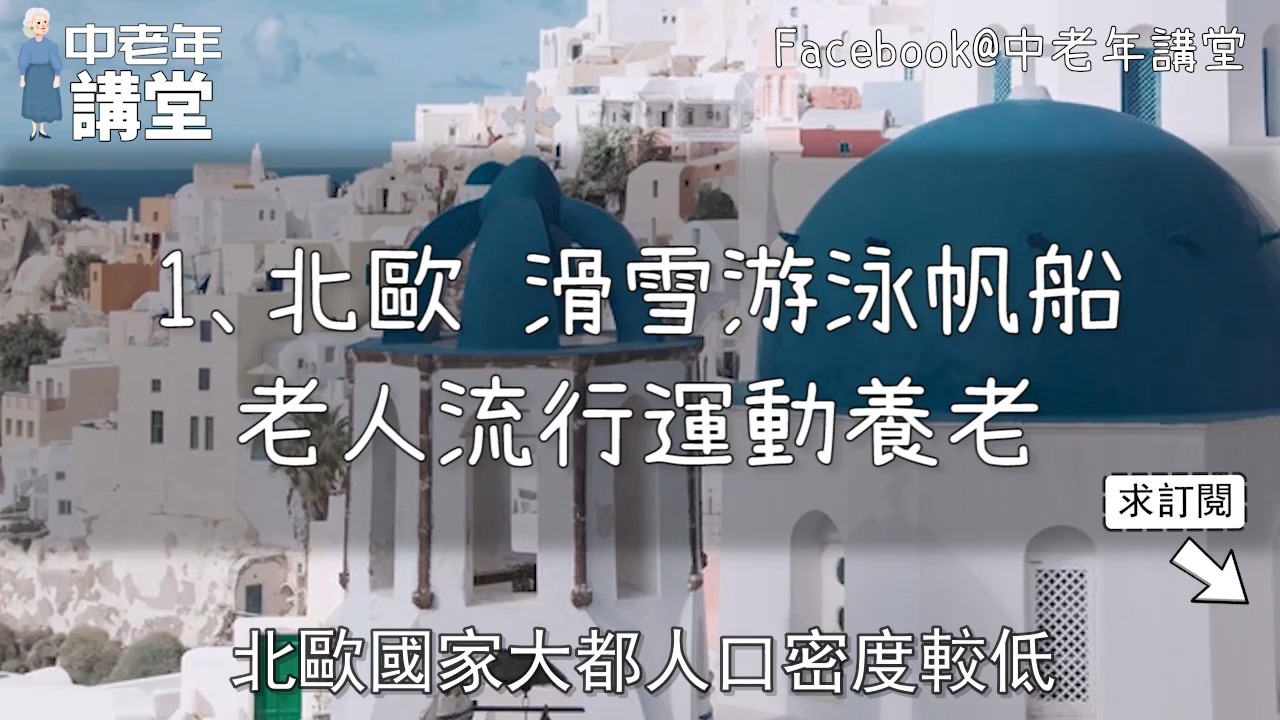 中老年
講堂
Facebook@中老年講堂
1、北歐 滑雪游泳帆船
老人流行運動養老
求訂閱
北歐國家大都人口密度較低